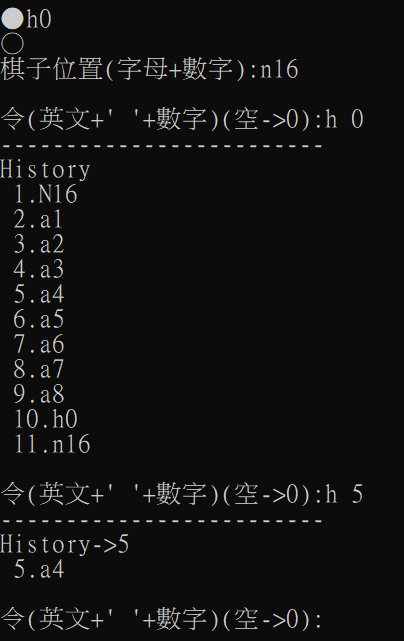 ●h0
○
棋子位置(字母+數字):n16
令(英文+' '+數字)(空->0):h 0
-------------------------
History
1.N16
2.a1
3.a2
4.a3
5.a4
6.a5
7.a6
8.a7
9.a8
10.h0
11.n16
令(英文+' '+數字)(空->0):h 5
-------------------------
History->5
5.a4
令(英文+' '+數字)(空->0):